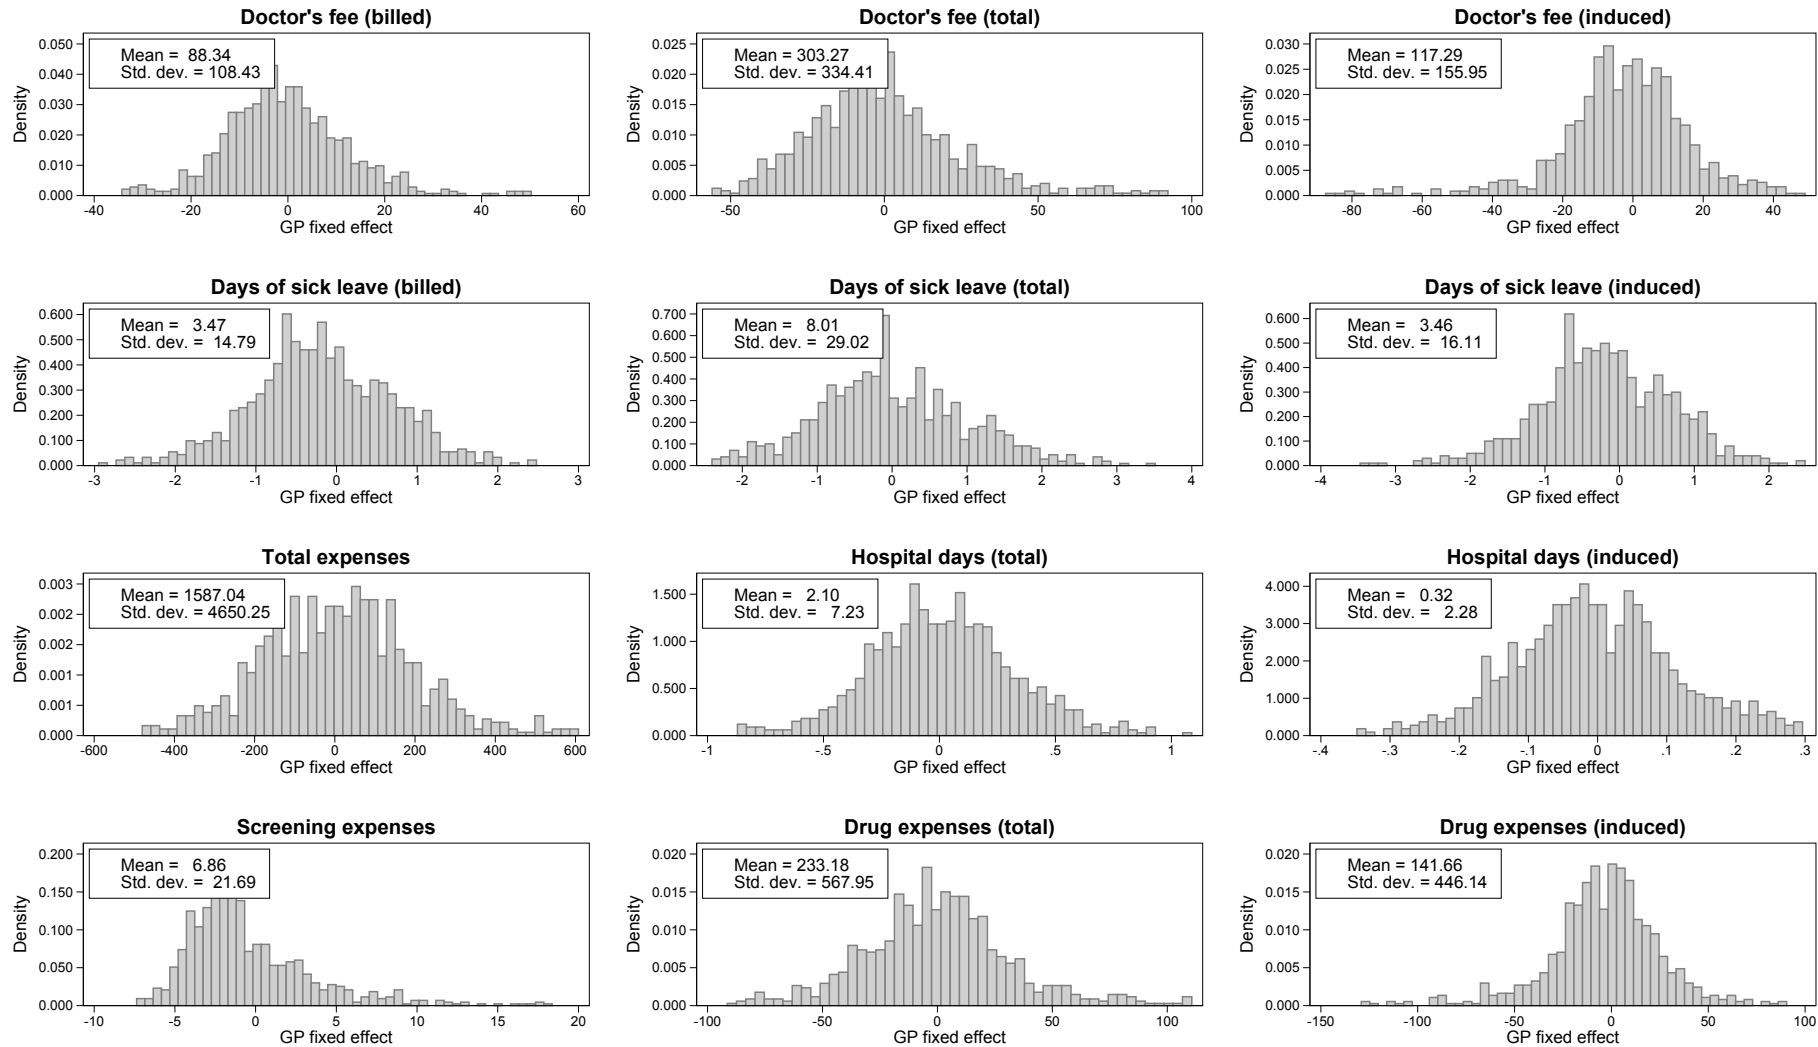 Doctor's fee (billed)
Mean = 88.34
Std. dev. = 108.43
Density
0.050
0.040
0.030
0.020
0.010
0.000
-40 -20 0 20 40 60
GP fixed effect
Doctor's fee (total)
Mean = 303.27
Std. dev. = 334.41
Density
0.025
0.020
0.015
0.010
0.005
0.000
-50 0 50 100
GP fixed effect
Doctor's fee (induced)
Mean = 117.29
Std. dev. = 155.95
Density
0.030
0.025
0.020
0.015
0.010
0.005
0.000
-80 -60 -40 -20 0 20 40
GP fixed effect
Days of sick leave (billed)
Mean = 3.47
Std. dev. = 14.79
Density
0.600
0.500
0.400
0.300
0.200
0.100
0.000
-3 -2 -1 0 1 2 3
GP fixed effect
Days of sick leave (total)
Mean = 8.01
Std. dev. = 29.02
Density
0.700
0.600
0.500
0.400
0.300
0.200
0.100
0.000
-2 -1 0 1 2 3 4
GP fixed effect
Days of sick leave (induced)
Mean = 3.46
Std. dev. = 16.11
Density
0.600
0.500
0.400
0.300
0.200
0.100
0.000
-4 -3 -2 -1 0 1 2
GP fixed effect
Total expenses
Mean = 1587.04
Std. dev. = 4650.25
Density
0.003
0.002
0.002
0.001
0.001
0.000
-600 -400 -200 0 200 400 600
GP fixed effect
Hospital days (total)
Mean = 2.10
Std. dev. = 7.23
Density
1.500
1.000
0.500
0.000
-1 -.5 0 .5 1
GP fixed effect
Hospital days (induced)
Mean = 0.32
Std. dev. = 2.28
Density
4.000
3.000
2.000
1.000
0.000
-.4 -.3 -.2 -.1 0 .1 .2 .3
GP fixed effect
Screening expenses
Mean = 6.86
Std. dev. = 21.69
Density
0.200
0.150
0.100
0.050
0.000
-10 -5 0 5 10 15 20
GP fixed effect
Drug expenses (total)
Mean = 233.18
Std. dev. = 567.95
Density
0.020
0.015
0.010
0.005
0.000
-100 -50 0 50 100
GP fixed effect
Drug expenses (induced)
Mean = 141.66
Std. dev. = 446.14
Density
0.020
0.015
0.010
0.005
0.000
-150 -100 -50 0 50 100
GP fixed effect